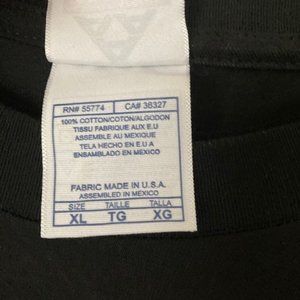 RN# 55774 CA# 36327
100% COTTON/COTON/ALGODON
TISSU FABRIQUE AUX E.U
ASSEMBLE AU MEXIQUE
TELA HECHO EN E.U A
ENSAMBLADO EN MEXICO
FABRIC MADE IN U.S.A.
ASSEMBLED IN MEXICO
SIZE TAILLE TALLA
XL TG XG